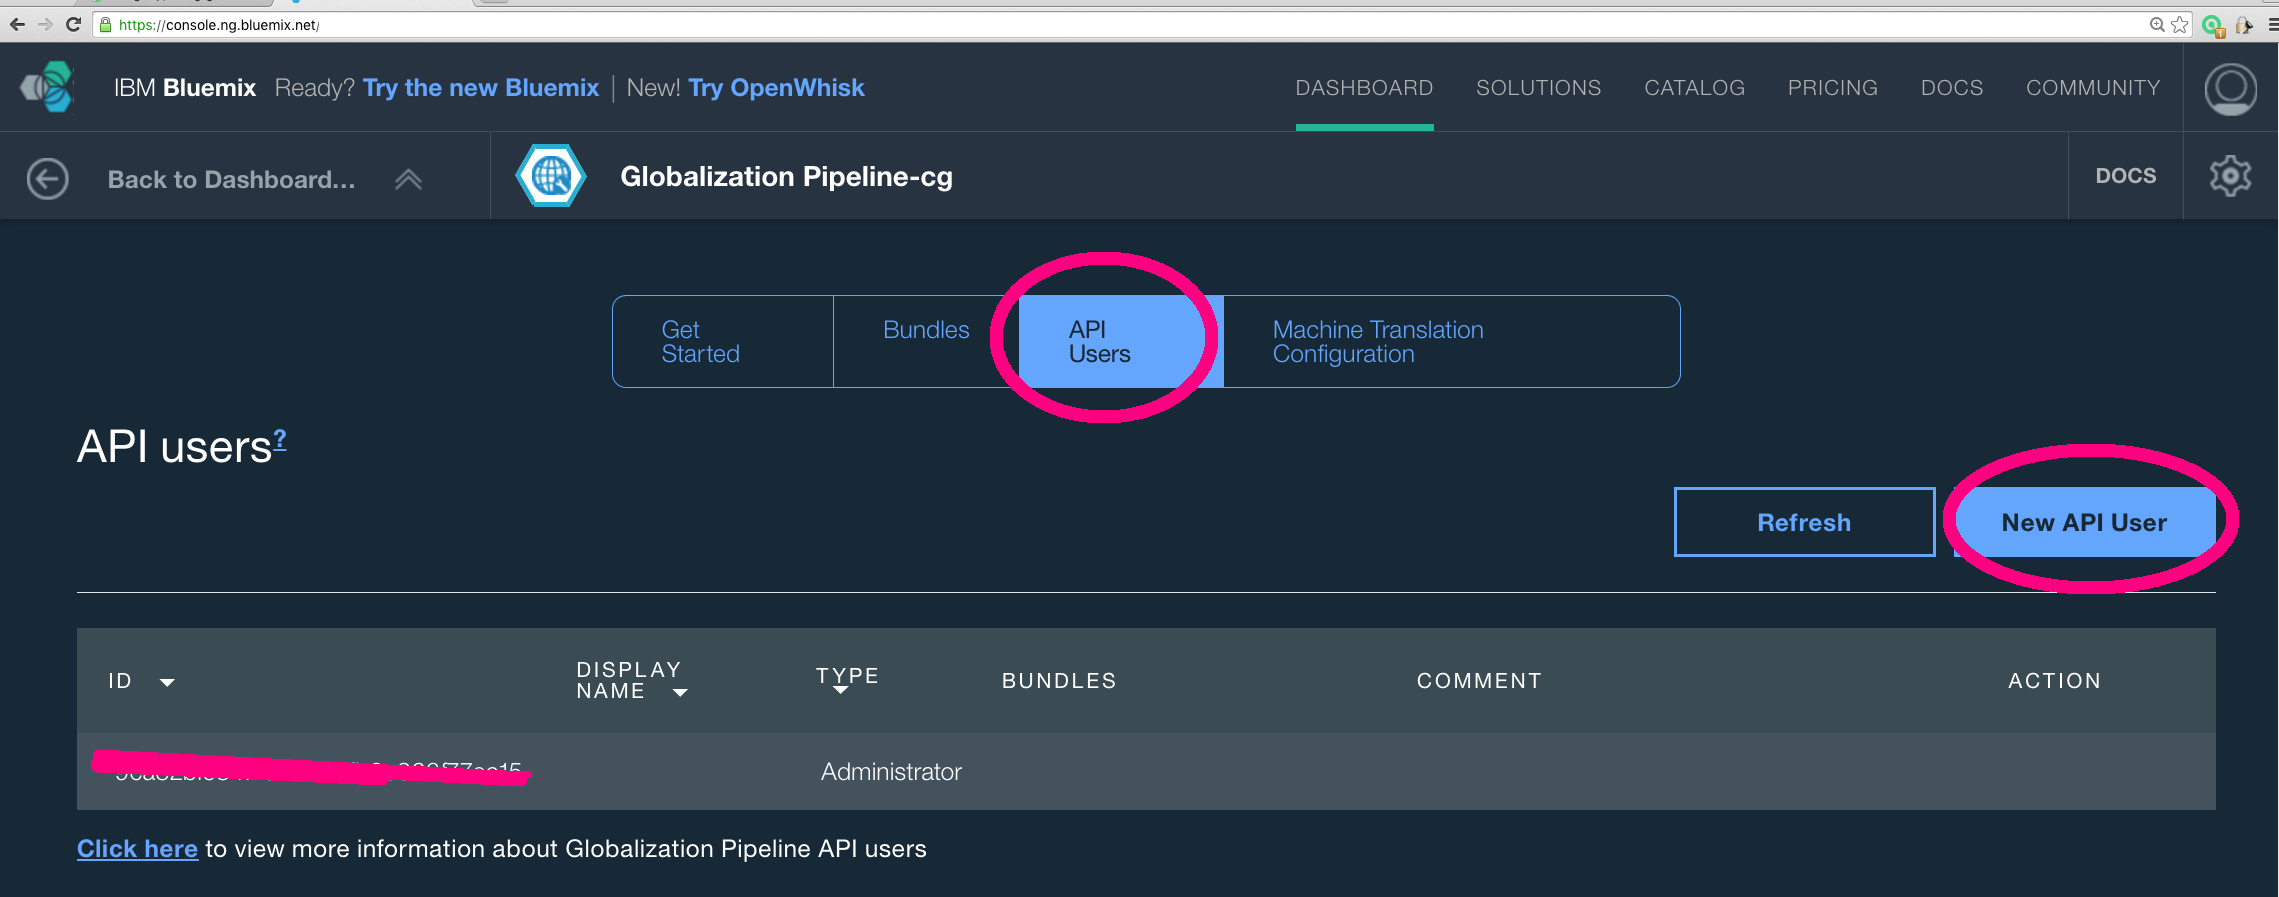 https://console.ng.bluemix.net/
IBM Bluemix Ready? Try the new Bluemix | New! Try OpenWhisk
DASHBOARD SOLUTIONS CATALOG PRICING DOCS COMMUNITY
Back to Dashboard...
Globalization Pipeline-cg
DOCS
Get
Started
Bundles
API
Users
Machine Translation
Configuration
API users?
Refresh
New API User
ID
DISPLAY
NAME
TYPE
BUNDLES
COMMENT
ACTION
Administrator
Click here to view more information about Globalization Pipeline API users